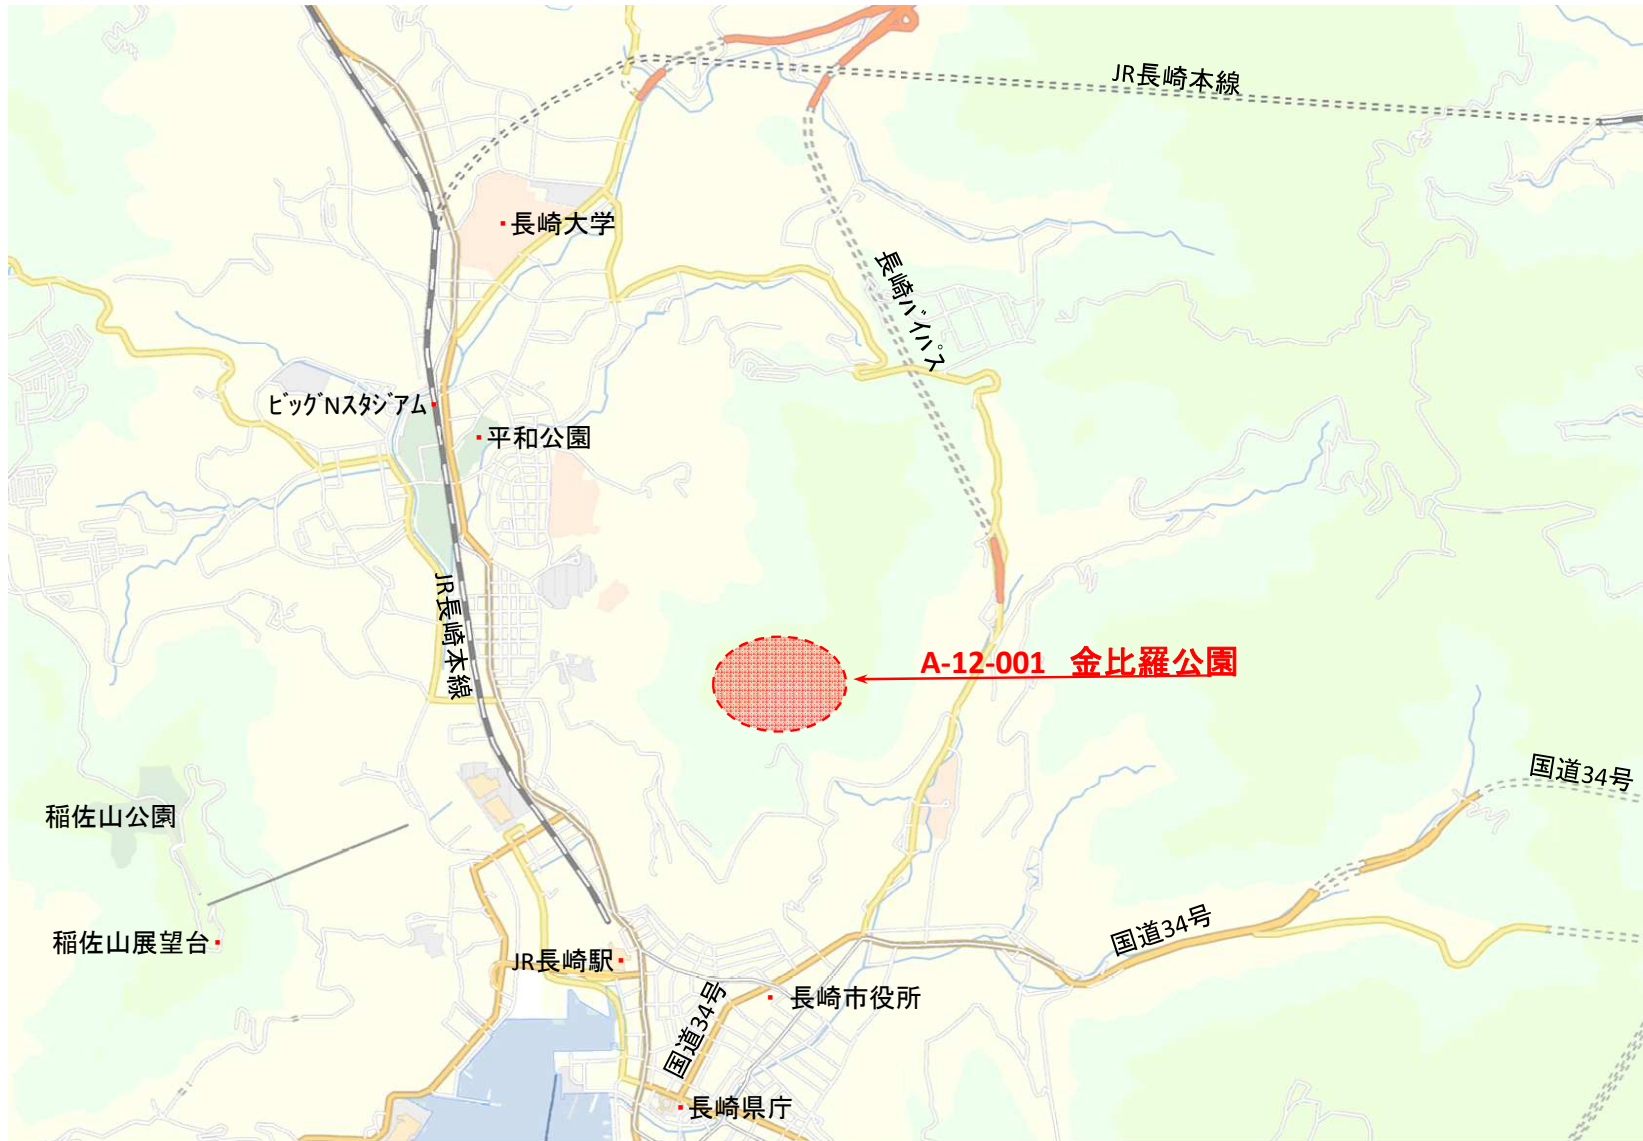 JR長崎本線
長崎大学
長崎バイパス
ビッグNスタジアム
平和公園
JR長崎本線
A-12-001 金比羅公園
国道34号
稲佐山公園
国道34号
稲佐山展望台
JR長崎駅
長崎市役所
国道34号
長崎県庁